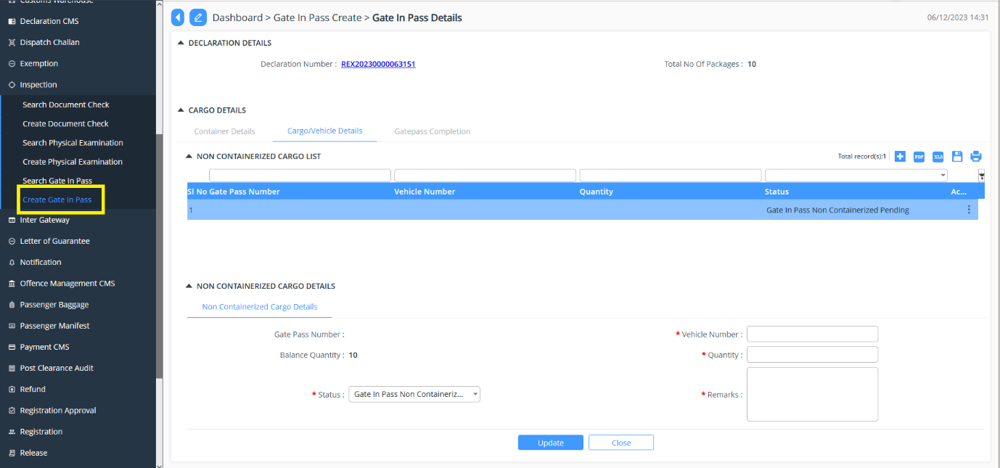 Customs Warehouse
Declaration CMS
Dispatch Challan
Exemption
Inspection
Search Document Check
Create Document Check
Search Physical Examination
Create Physical Examination
Search Gate In Pass
Create Gate In Pass
Inter Gateway
Letter of Guarantee
Notification
Offence Management CMS
Passenger Baggage
Passenger Manifest
Payment CMS
Post Clearance Audit
Refund
Registration Approval
Registration
Release
Dashboard > Gate In Pass Create > Gate In Pass Details 06/12/2023 14:31
DECLARATION DETAILS
Declaration Number : REX20230000063151 Total No Of Packages : 10
CARGO DETAILS
Container Details Cargo/Vehicle Details Gatepass Completion
NON CONTAINERIZED CARGO LIST Total record(s):1 PDF XLS
Sl No Gate Pass Number Vehicle Number Quantity Status Ac...
1 Gate In Pass Non Containerized Pending
NON CONTAINERIZED CARGO DETAILS
Non Containerized Cargo Details
Gate Pass Number : * Vehicle Number :
Balance Quantity : 10 * Quantity :
* Status : Gate In Pass Non Containeriz... * Remarks :
Update Close